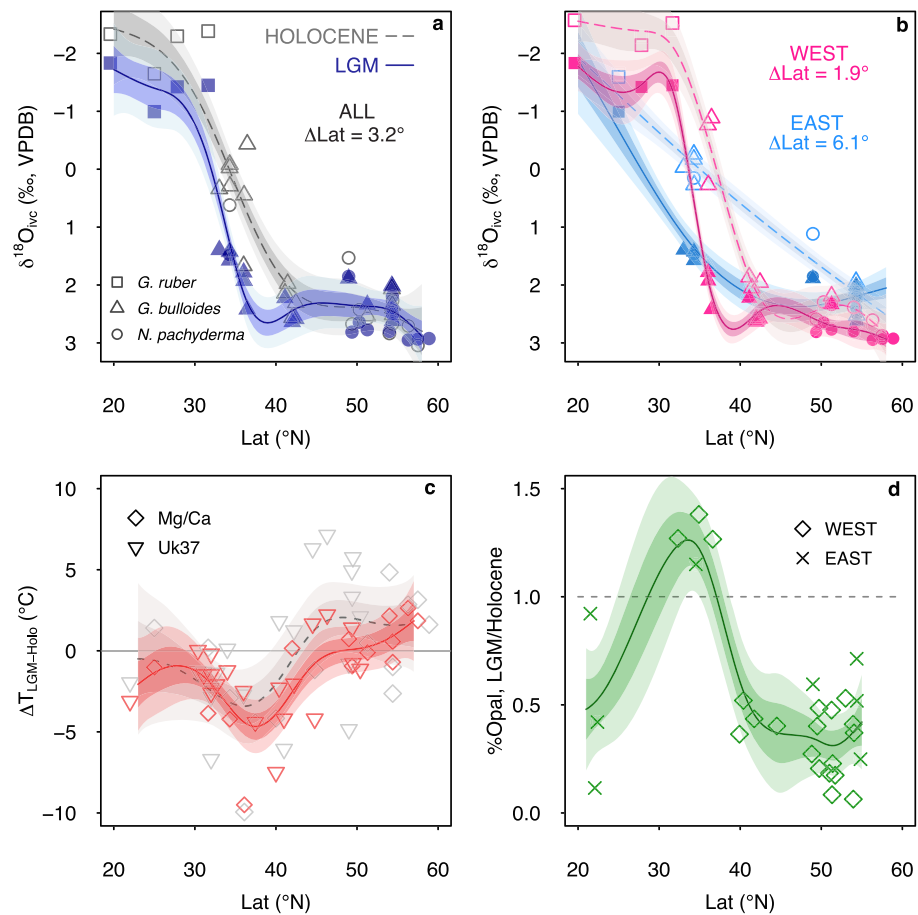 a
HOLOCENE
LGM
ALL
ΔLat = 3.2°
G. ruber
G. bulloides
N. pachyderma
−2
−1
0
1
2
3
δ¹⁸Oivc (‰, VPDB)
20 30 40 50 60
Lat (°N)
b
WEST
ΔLat = 1.9°
EAST
ΔLat = 6.1°
−2
−1
0
1
2
3
δ¹⁸Oivc (‰, VPDB)
20 30 40 50 60
Lat (°N)
c
Mg/Ca
Uk37
10
5
0
−5
−10
ΔTLGM−Holo (°C)
20 30 40 50 60
Lat (°N)
d
WEST
EAST
1.5
1.0
0.5
0.0
%Opal, LGM/Holocene
20 30 40 50 60
Lat (°N)